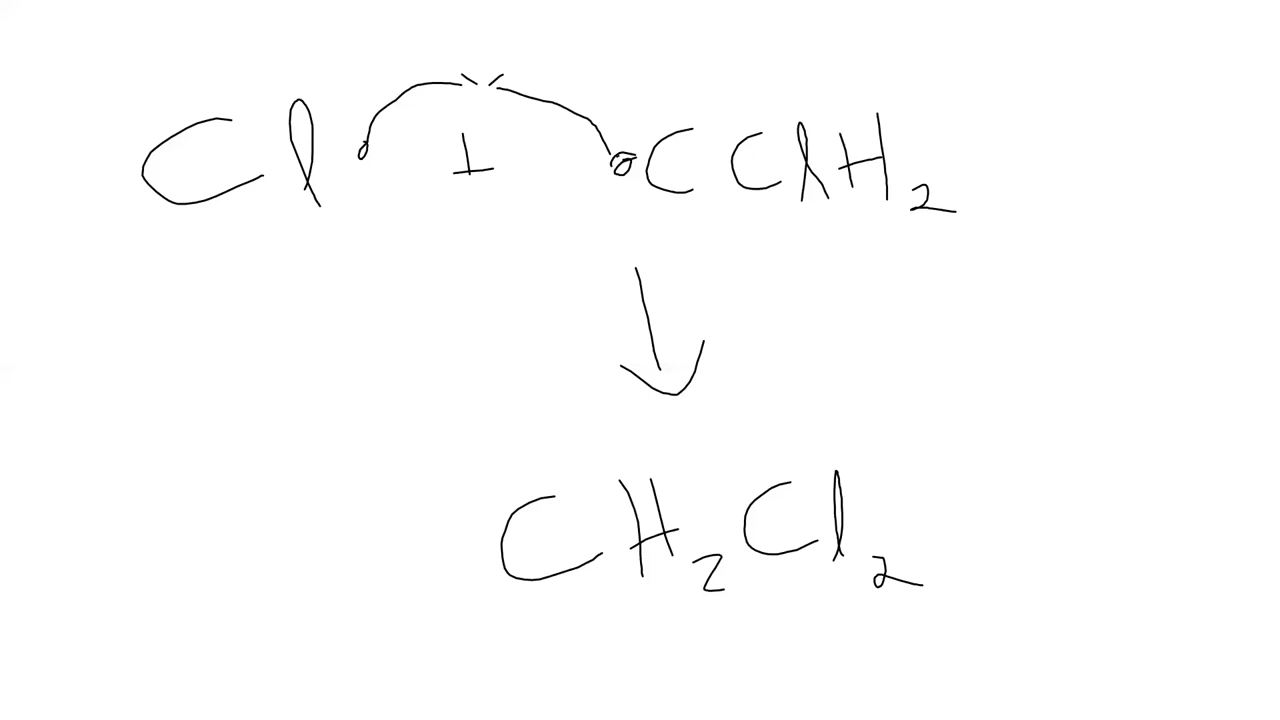 Cl• + •CClH₂
CH₂Cl₂